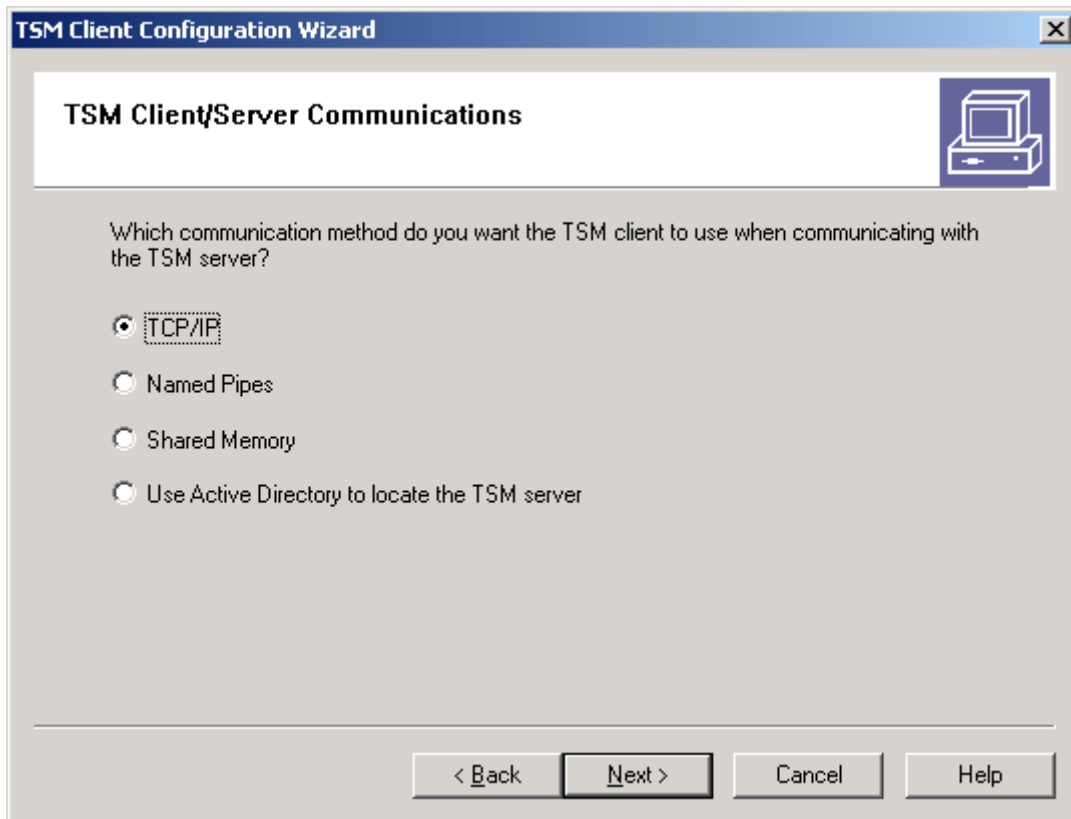 TSM Client Configuration Wizard
TSM Client/Server Communications
Which communication method do you want the TSM client to use when communicating with
the TSM server?
TCP/IP
Named Pipes
Shared Memory
Use Active Directory to locate the TSM server
< Back
Next >
Cancel
Help